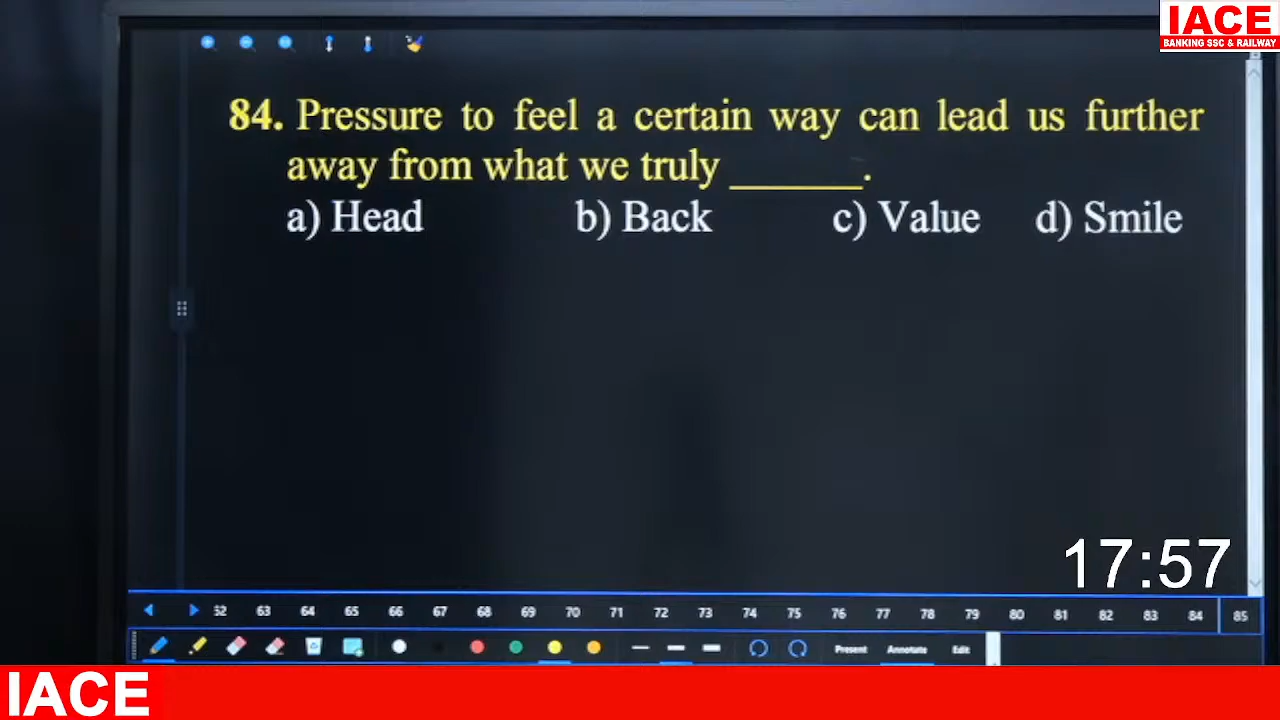 IACE
BANKING SSC & RAILWAY
84. Pressure to feel a certain way can lead us further
away from what we truly ______.
a) Head b) Back c) Value d) Smile
17:57
52 63 64 65 66 67 68 69 70 71 72 73 74 75 76 77 78 79 80 81 82 83 84 85
Present Annotate Edit
IACE